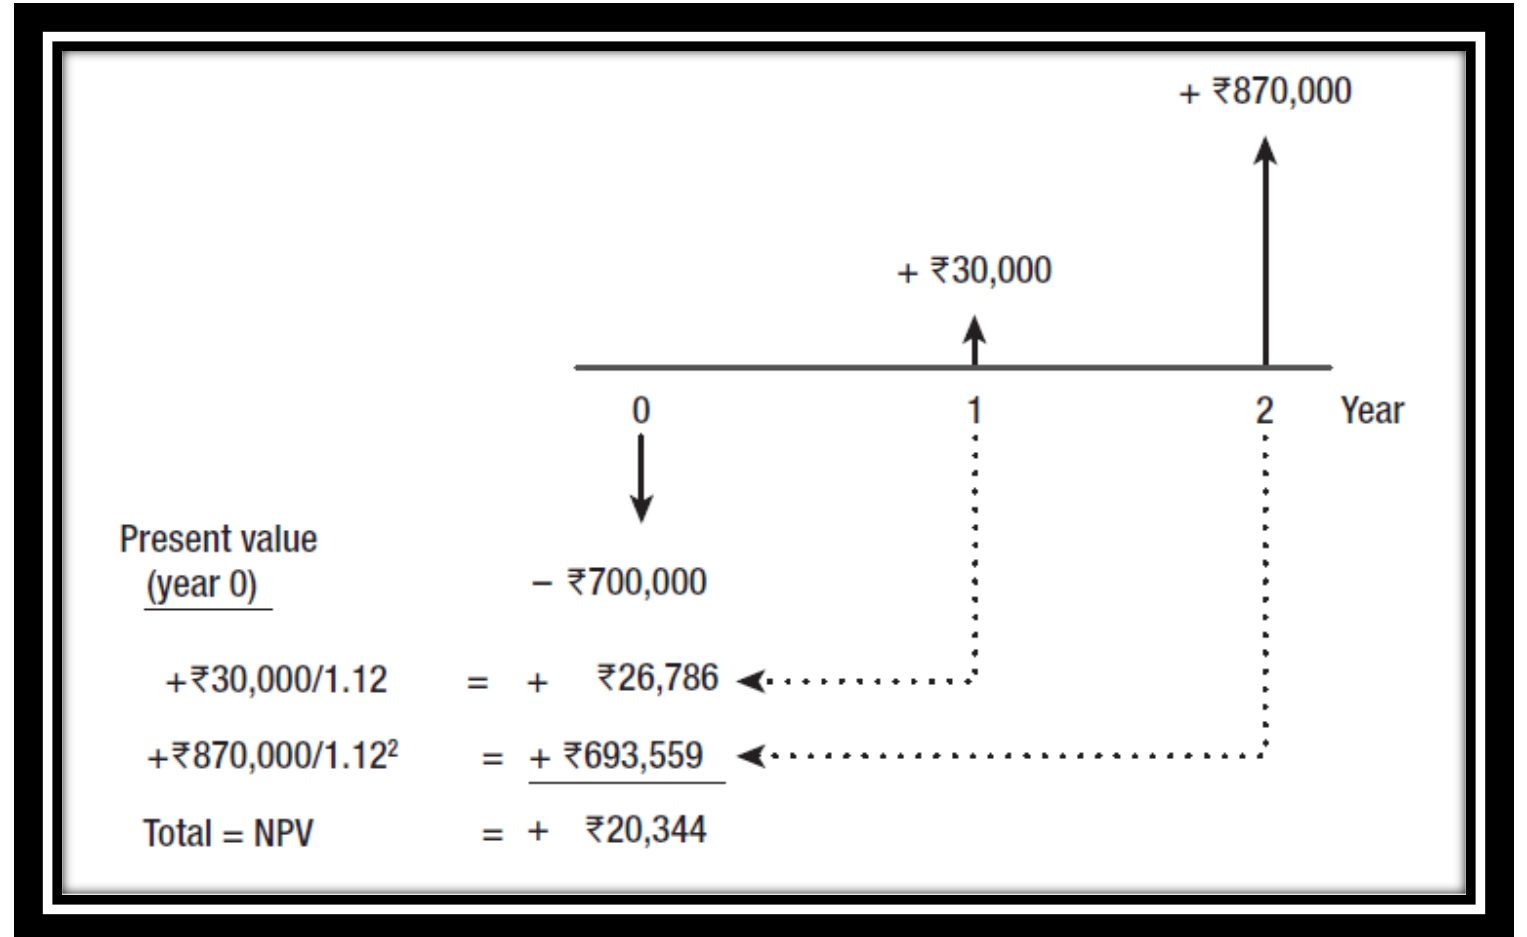 + ₹870,000
+ ₹30,000
0 1 2 Year
Present value
(year 0) – ₹700,000
+₹30,000/1.12 = + ₹26,786
+₹870,000/1.12² = + ₹693,559
Total = NPV = + ₹20,344